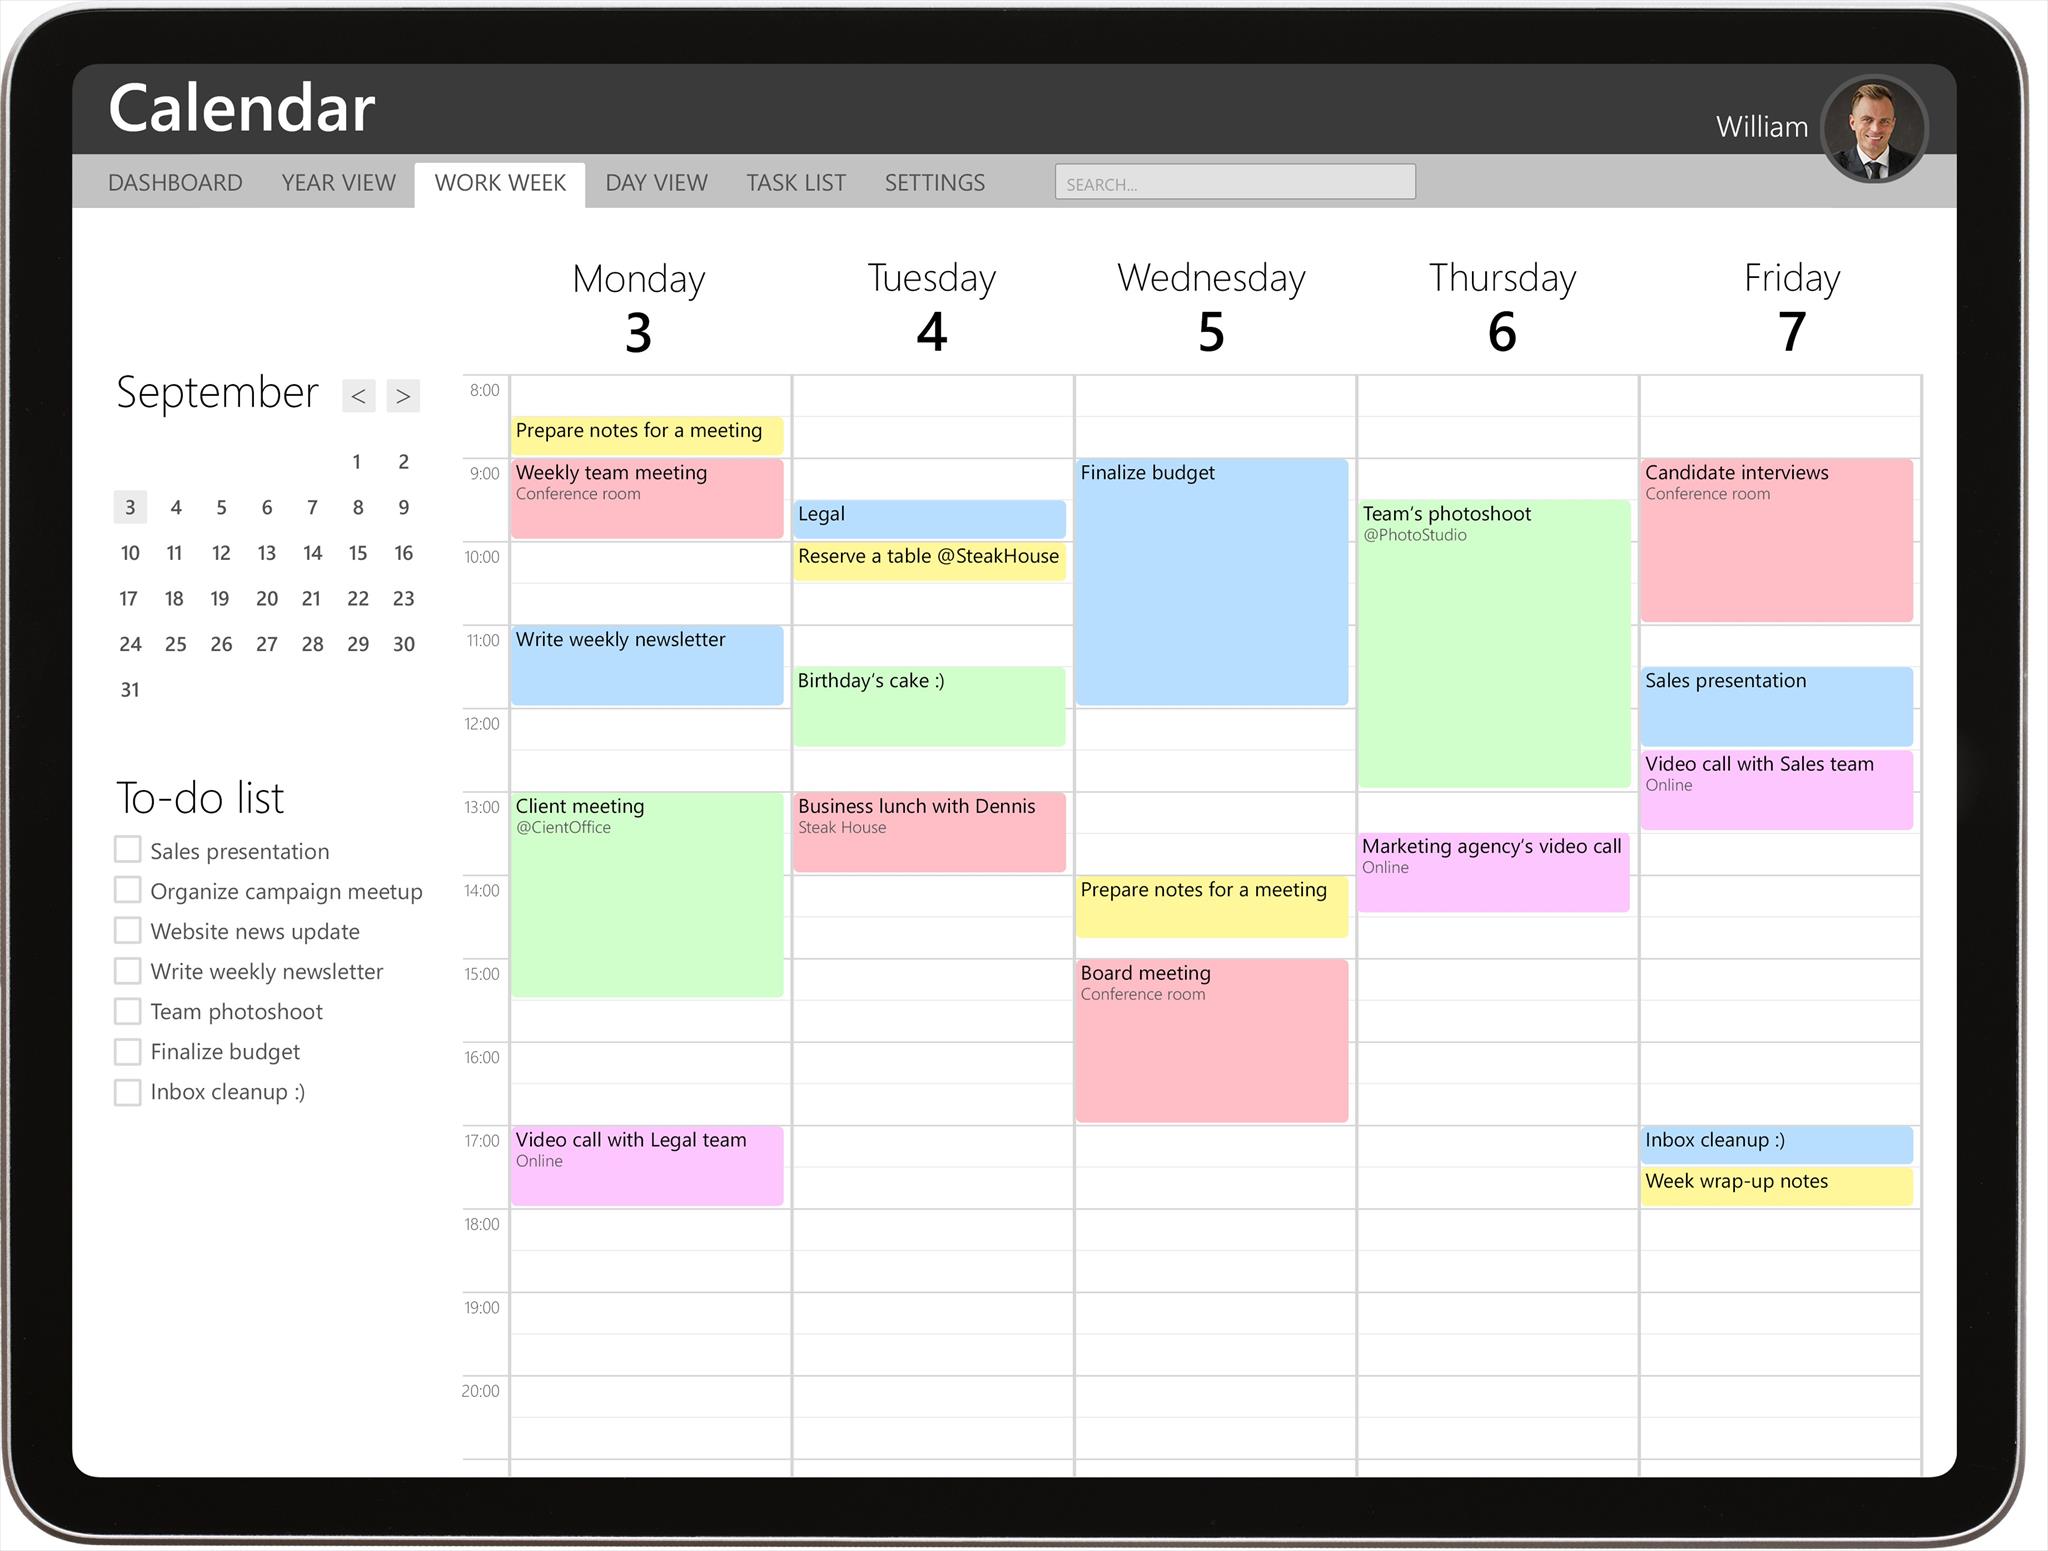 Calendar
William
DASHBOARD YEAR VIEW WORK WEEK DAY VIEW TASK LIST SETTINGS SEARCH...
Monday Tuesday Wednesday Thursday Friday
3 4 5 6 7
September < >
1 2
3 4 5 6 7 8 9
10 11 12 13 14 15 16
17 18 19 20 21 22 23
24 25 26 27 28 29 30
31
To-do list
Sales presentation
Organize campaign meetup
Website news update
Write weekly newsletter
Team photoshoot
Finalize budget
Inbox cleanup :)
8:00
9:00
10:00
11:00
12:00
13:00
14:00
15:00
16:00
17:00
18:00
19:00
20:00
Prepare notes for a meeting
Weekly team meeting
Conference room
Write weekly newsletter
Client meeting
@CientOffice
Video call with Legal team
Online
Legal
Reserve a table @SteakHouse
Birthday's cake :)
Business lunch with Dennis
Steak House
Finalize budget
Prepare notes for a meeting
Board meeting
Conference room
Team's photoshoot
@PhotoStudio
Marketing agency's video call
Online
Candidate interviews
Conference room
Sales presentation
Video call with Sales team
Online
Inbox cleanup :)
Week wrap-up notes